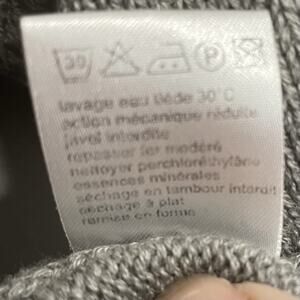 30 P
lavage eau tiède 30°C
action mécanique réduite
javel interdite
repasser fer modéré
nettoyer perchloréthylène
essences minérales
séchage en tambour interdit
séchage à plat
remise en forme